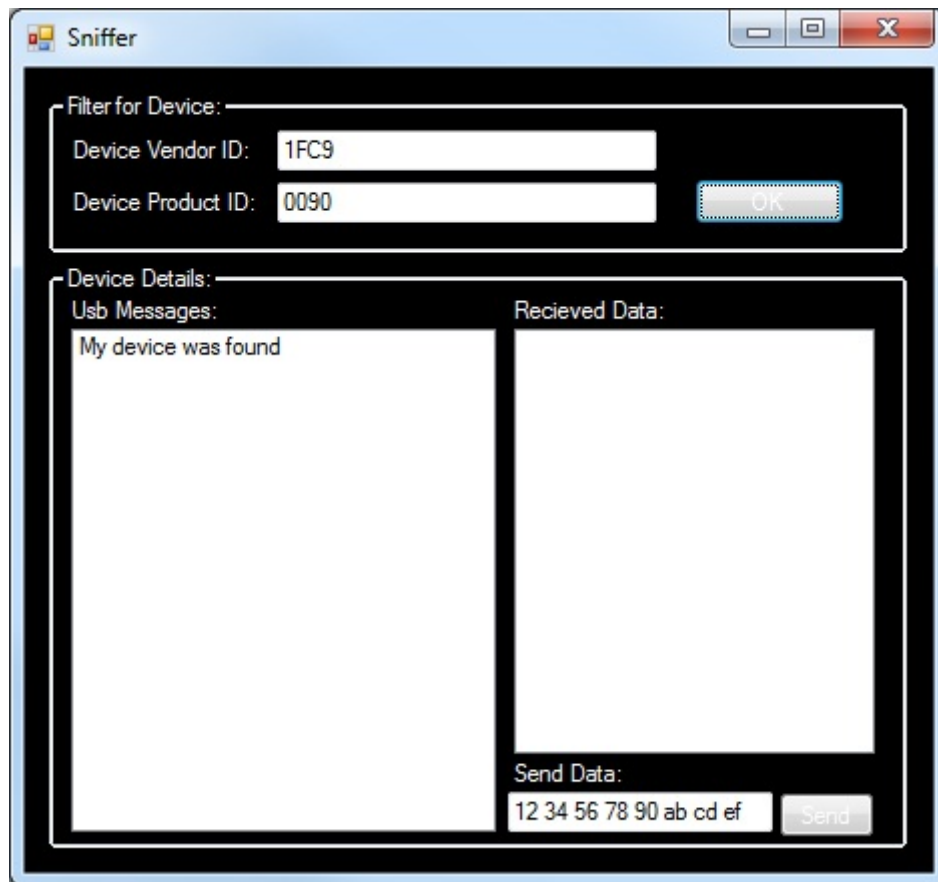 Sniffer
Filter for Device:
Device Vendor ID: 1FC9
Device Product ID: 0090 OK
Device Details:
Usb Messages: Recieved Data:
My device was found
Send Data:
12 34 56 78 90 ab cd ef Send